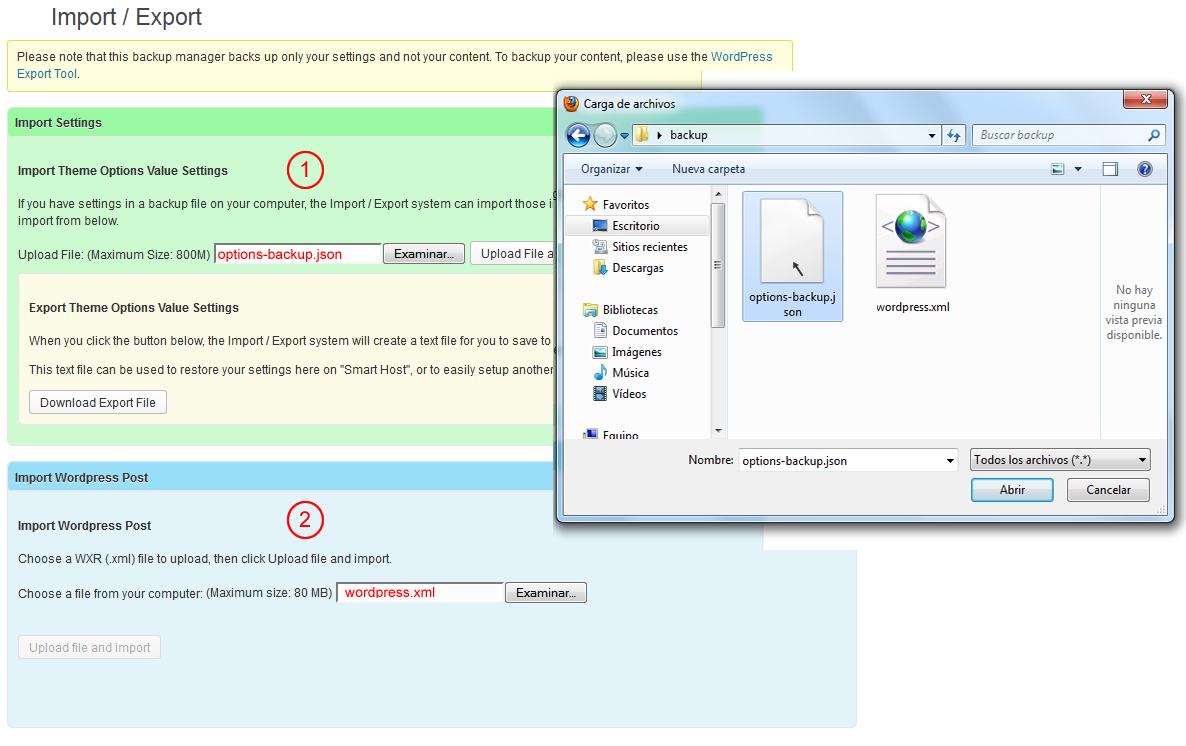 Import / Export
Please note that this backup manager backs up only your settings and not your content. To backup your content, please use the WordPress
Export Tool.
Import Settings
Import Theme Options Value Settings
1
If you have settings in a backup file on your computer, the Import / Export system can import those i
import from below.
Upload File: (Maximum Size: 800M) options-backup.json Examinar... Upload File a
Export Theme Options Value Settings
When you click the button below, the Import / Export system will create a text file for you to save to
This text file can be used to restore your settings here on "Smart Host", or to easily setup another
Download Export File
Import Wordpress Post
Import Wordpress Post
2
Choose a WXR (.xml) file to upload, then click Upload file and import.
Choose a file from your computer: (Maximum size: 80 MB) wordpress.xml Examinar...
Upload file and import
Carga de archivos
backup
Buscar backup
Organizar Nueva carpeta
Favoritos
Escritorio
Sitios recientes
Descargas
Bibliotecas
Documentos
Imágenes
Música
Vídeos
Equipo
options-backup.j
son
wordpress.xml
No hay
ninguna
vista previa
disponible.
Nombre: options-backup.json Todos los archivos (*.*)
Abrir Cancelar